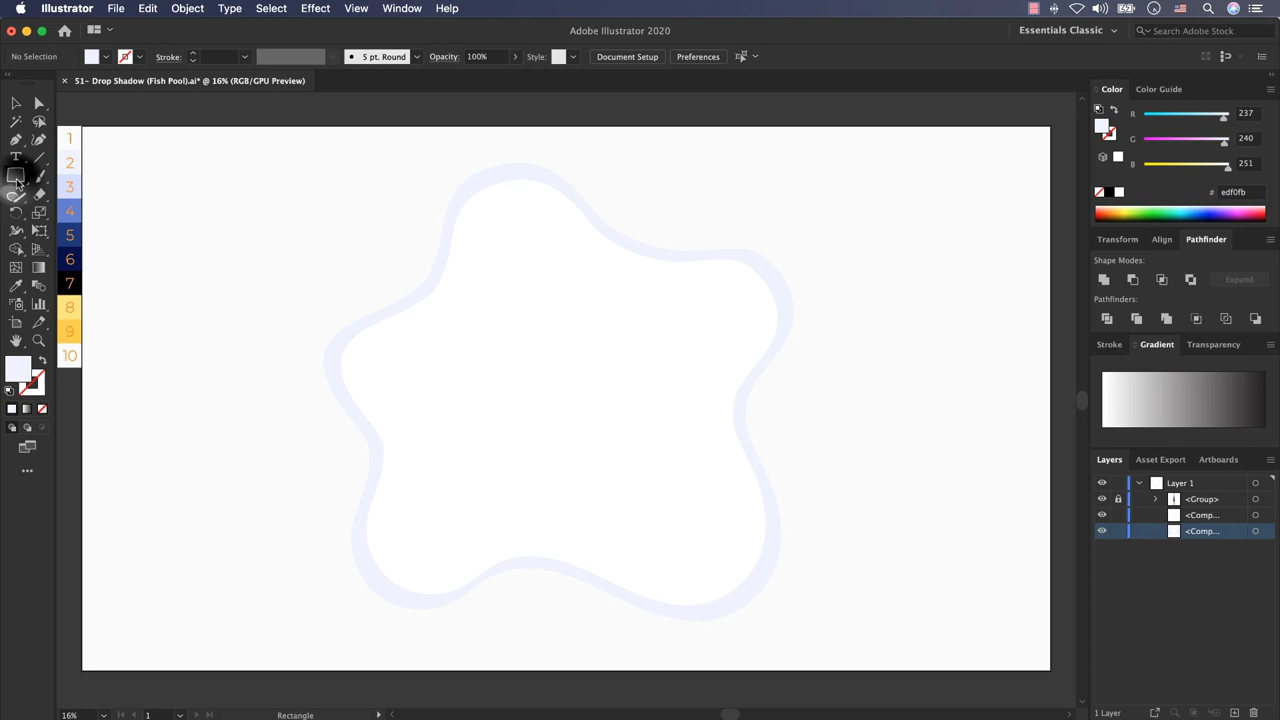 Illustrator File Edit Object Type Select Effect View Window Help
Adobe Illustrator 2020
Essentials Classic
Search Adobe Stock
No Selection
Stroke:
5 pt. Round
Opacity: 100%
Style:
Document Setup
Preferences
51- Drop Shadow (Fish Pool).ai* @ 16% (RGB/GPU Preview)
1
2
3
4
5
6
7
8
9
10
Color Color Guide
R 237
G 240
B 251
# edf0fb
Transform Align Pathfinder
Shape Modes:
Expand
Pathfinders:
Stroke Gradient Transparency
Layers Asset Export Artboards
Layer 1
<Group>
<Comp...
<Comp...
1 Layer
16%
1
Rectangle